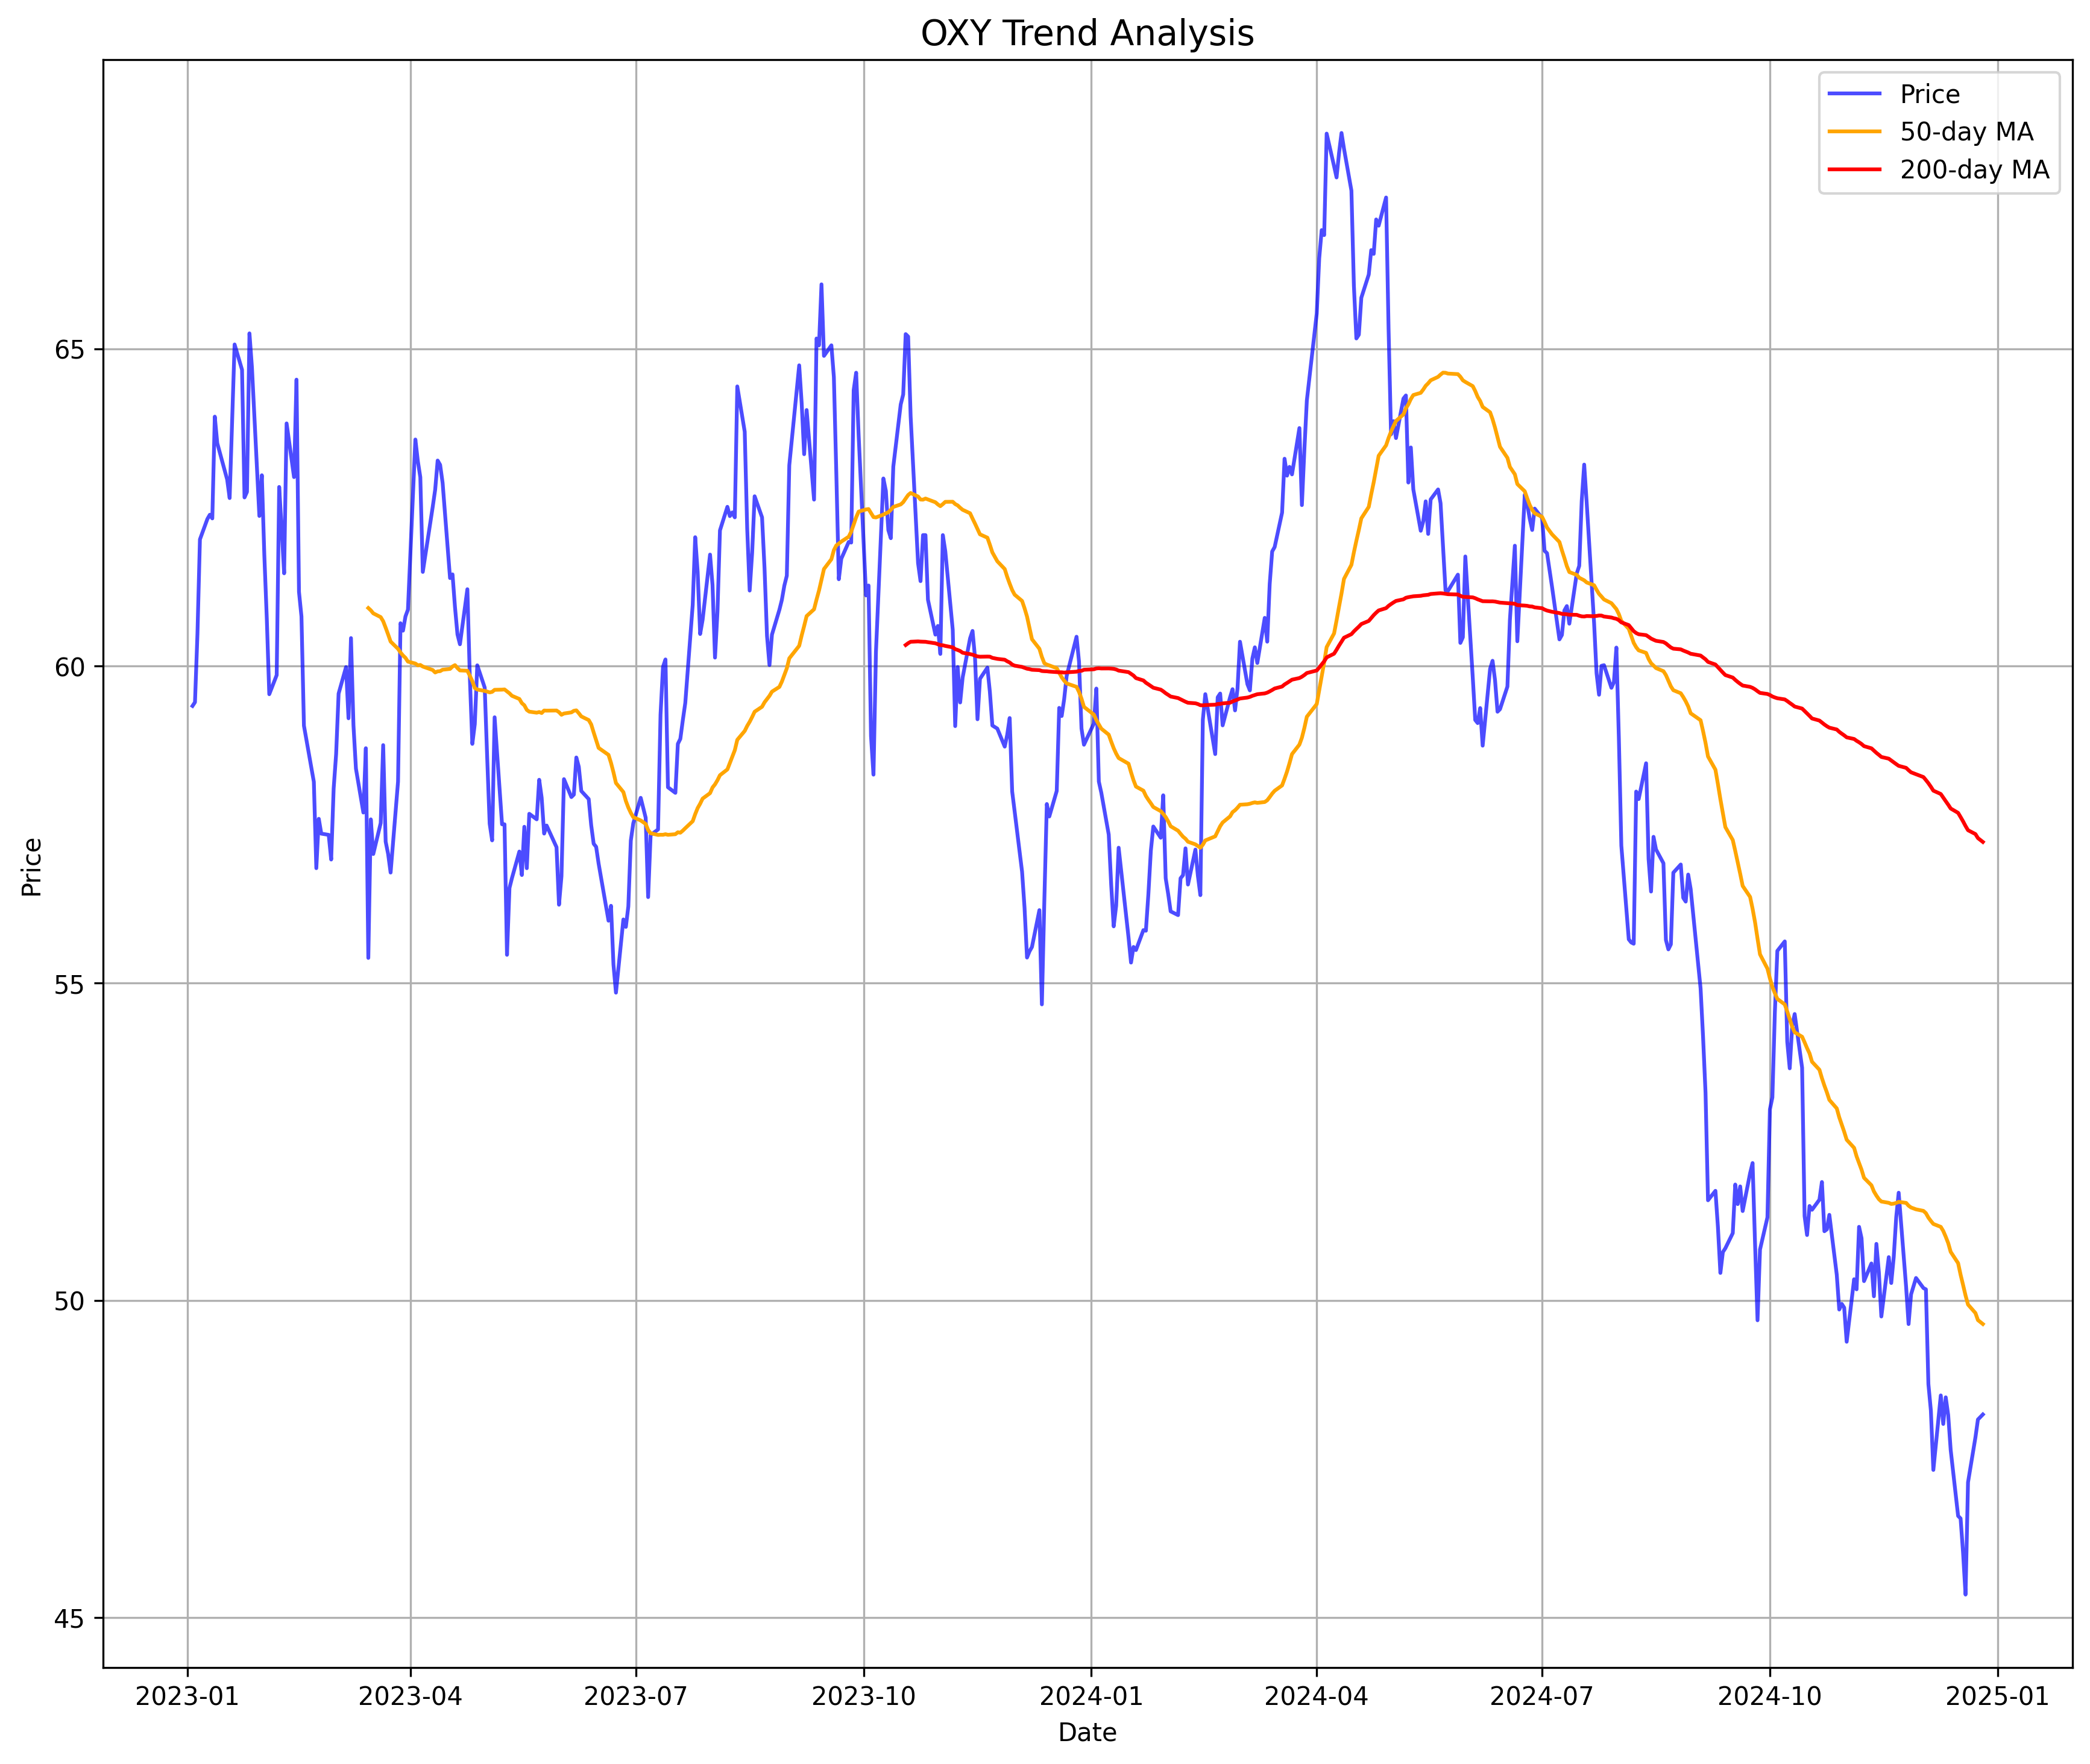 OXY Trend Analysis
Price
50-day MA
200-day MA
Price
65
60
55
50
45
2023-01
2023-04
2023-07
2023-10
2024-01
2024-04
2024-07
2024-10
2025-01
Date